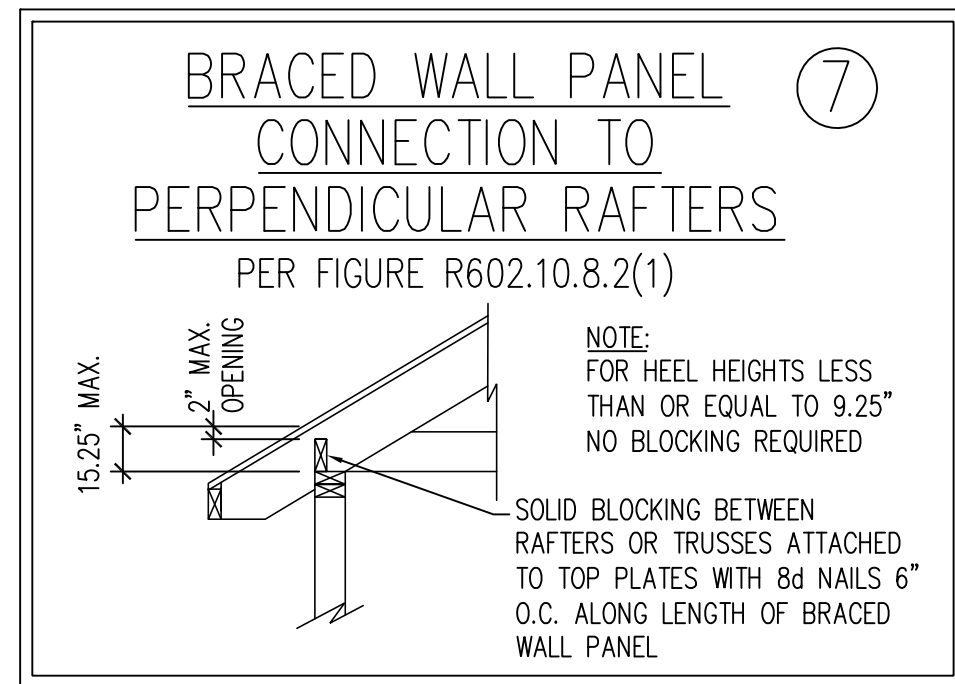 BRACED WALL PANEL
CONNECTION TO
PERPENDICULAR RAFTERS
7
PER FIGURE R602.10.8.2(1)
15.25" MAX.
2" MAX.
OPENING
NOTE:
FOR HEEL HEIGHTS LESS
THAN OR EQUAL TO 9.25"
NO BLOCKING REQUIRED
SOLID BLOCKING BETWEEN
RAFTERS OR TRUSSES ATTACHED
TO TOP PLATES WITH 8d NAILS 6"
O.C. ALONG LENGTH OF BRACED
WALL PANEL